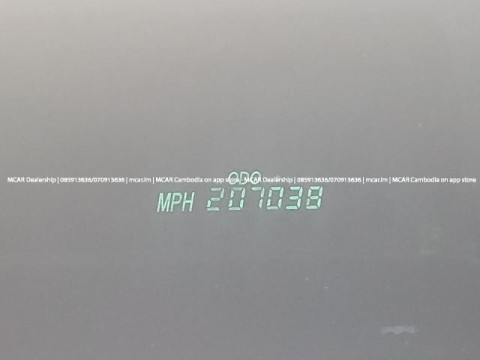 ODO
MCAR Dealership | 085913636/070913636 | mcar.lm | MCAR Cambodia on app store MCAR Dealership | 085913636/070913636 | mcar.lm | MCAR Cambodia on app store
MPH 207038